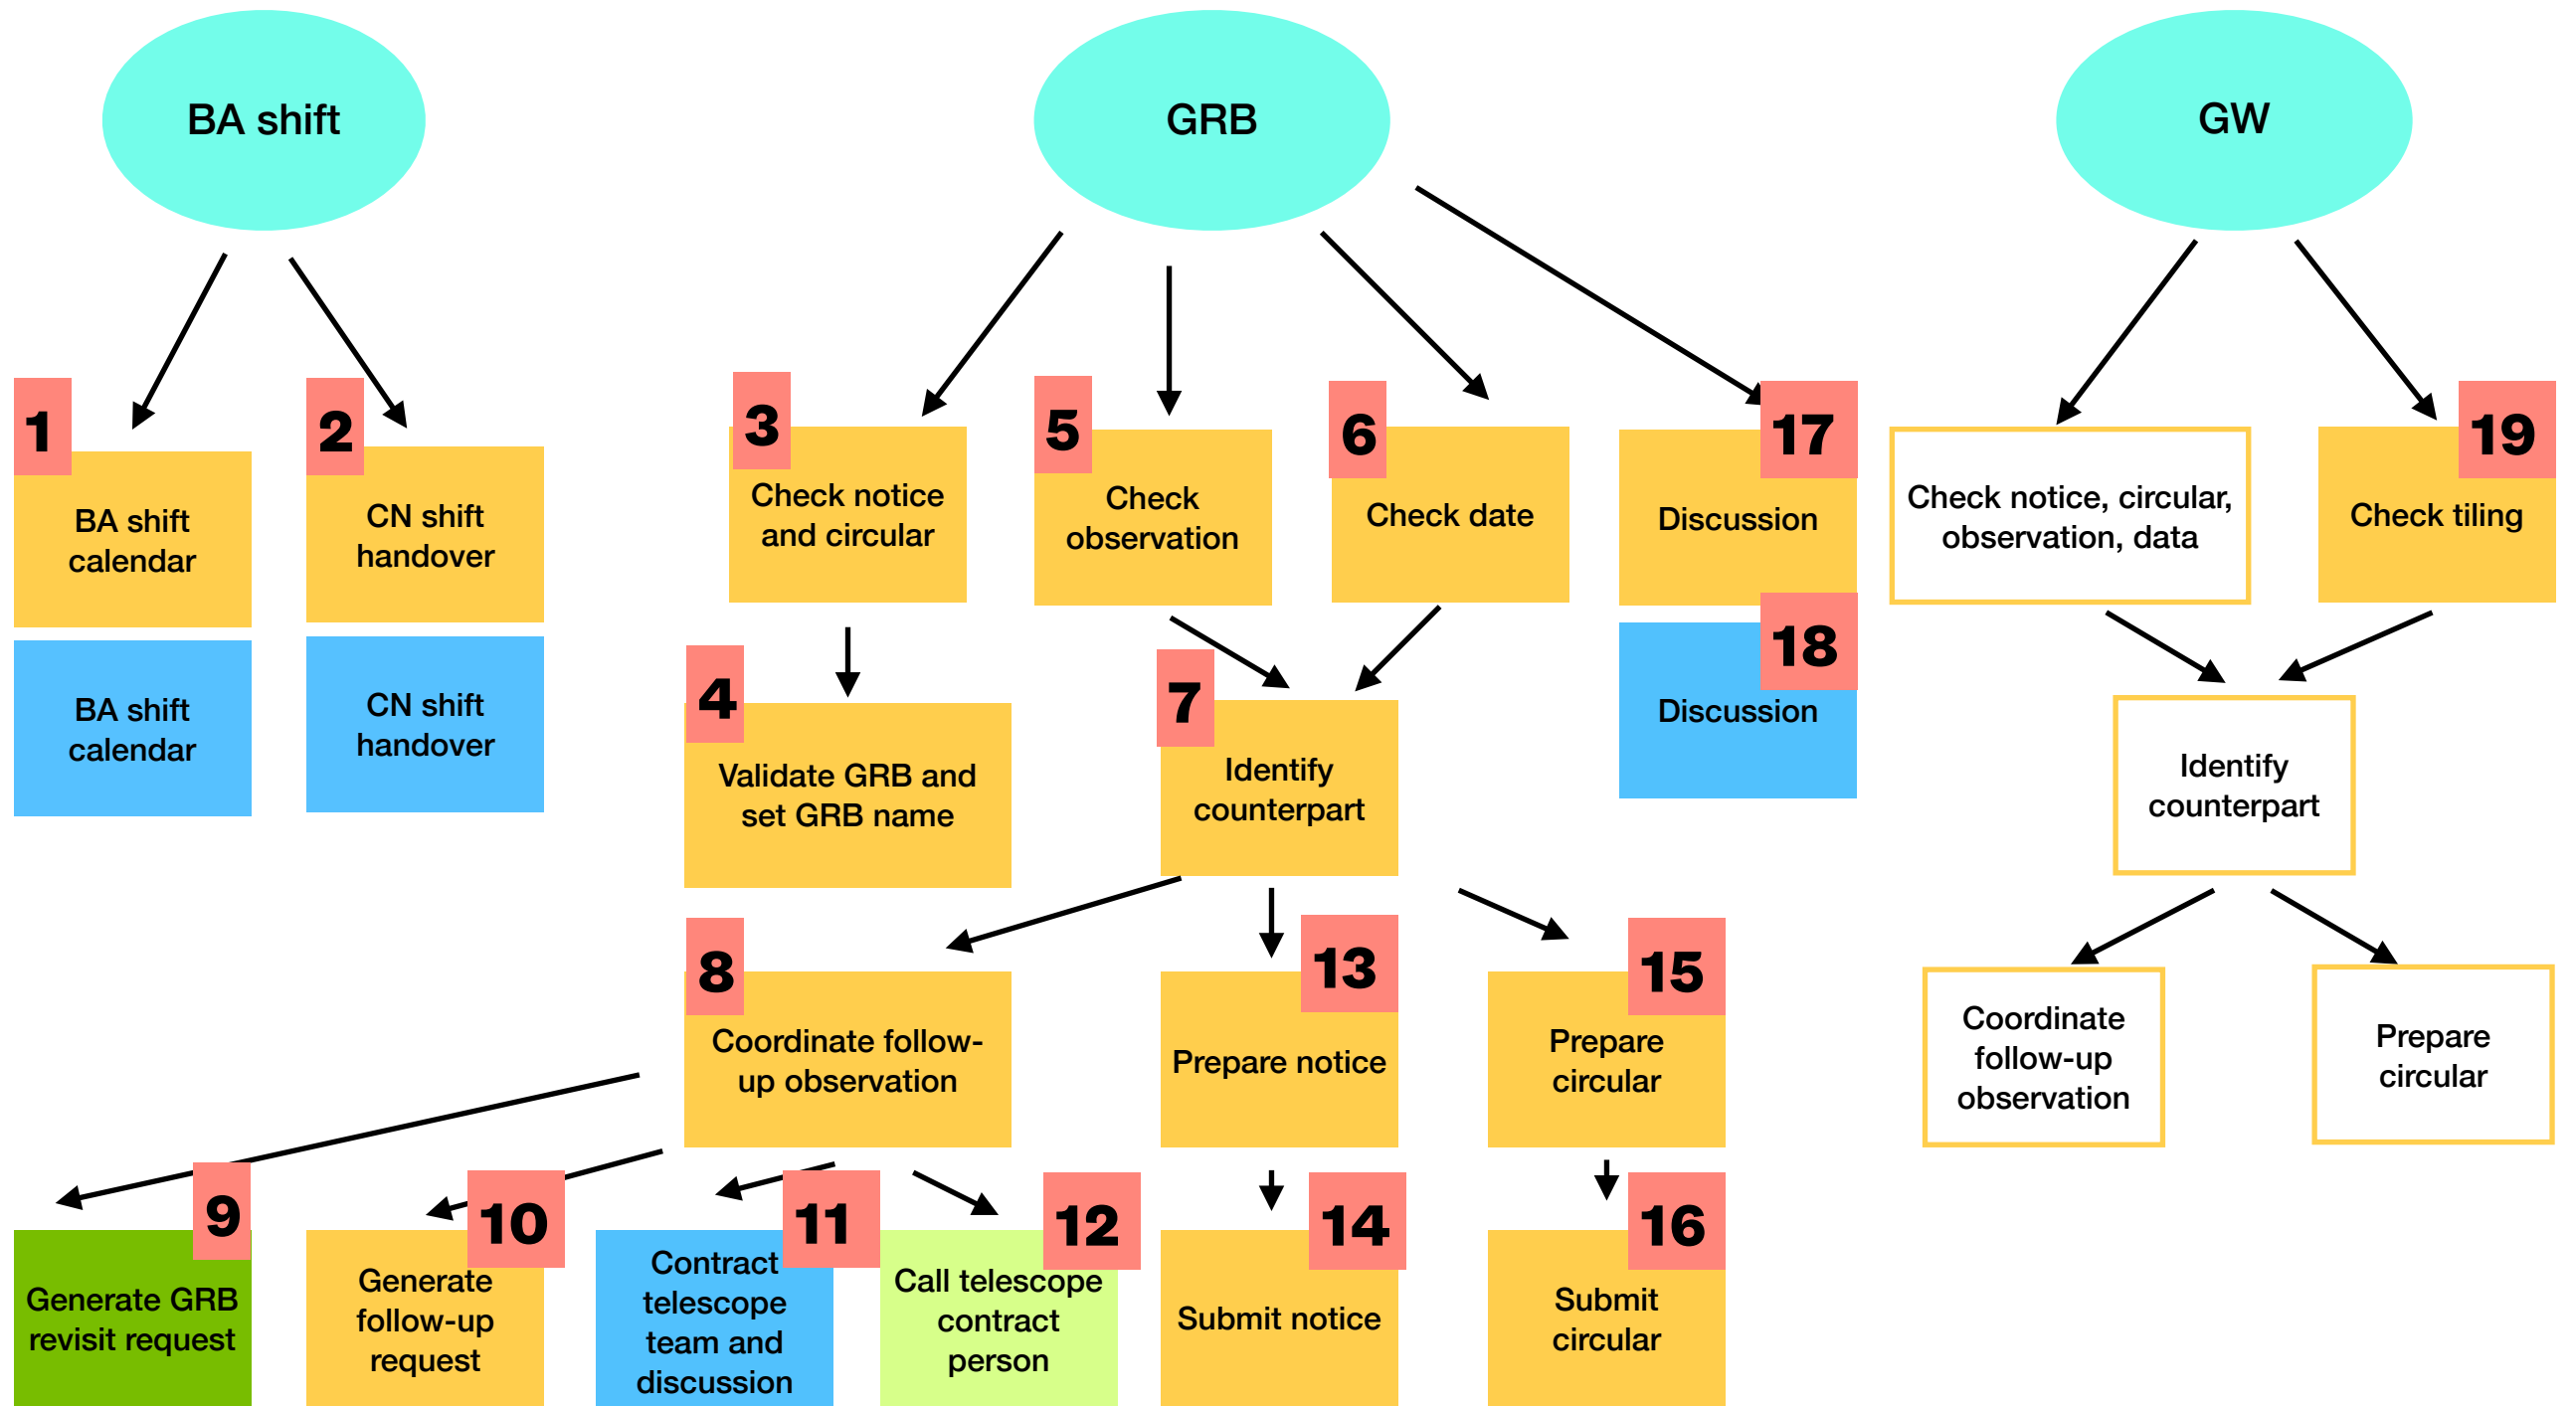 BA shift
GRB
GW
1
BA shift
calendar
2
CN shift
handover
BA shift
calendar
CN shift
handover
3
Check notice
and circular
5
Check
observation
6
Check date
17
Discussion
18
Discussion
Check notice, circular,
observation, data
19
Check tiling
4
Validate GRB and
set GRB name
7
Identify
counterpart
Identify
counterpart
8
Coordinate follow-
up observation
13
Prepare notice
15
Prepare
circular
Coordinate
follow-up
observation
Prepare
circular
9
Generate GRB
revisit request
10
Generate
follow-up
request
11
Contract
telescope
team and
discussion
12
Call telescope
contract
person
14
Submit notice
16
Submit
circular